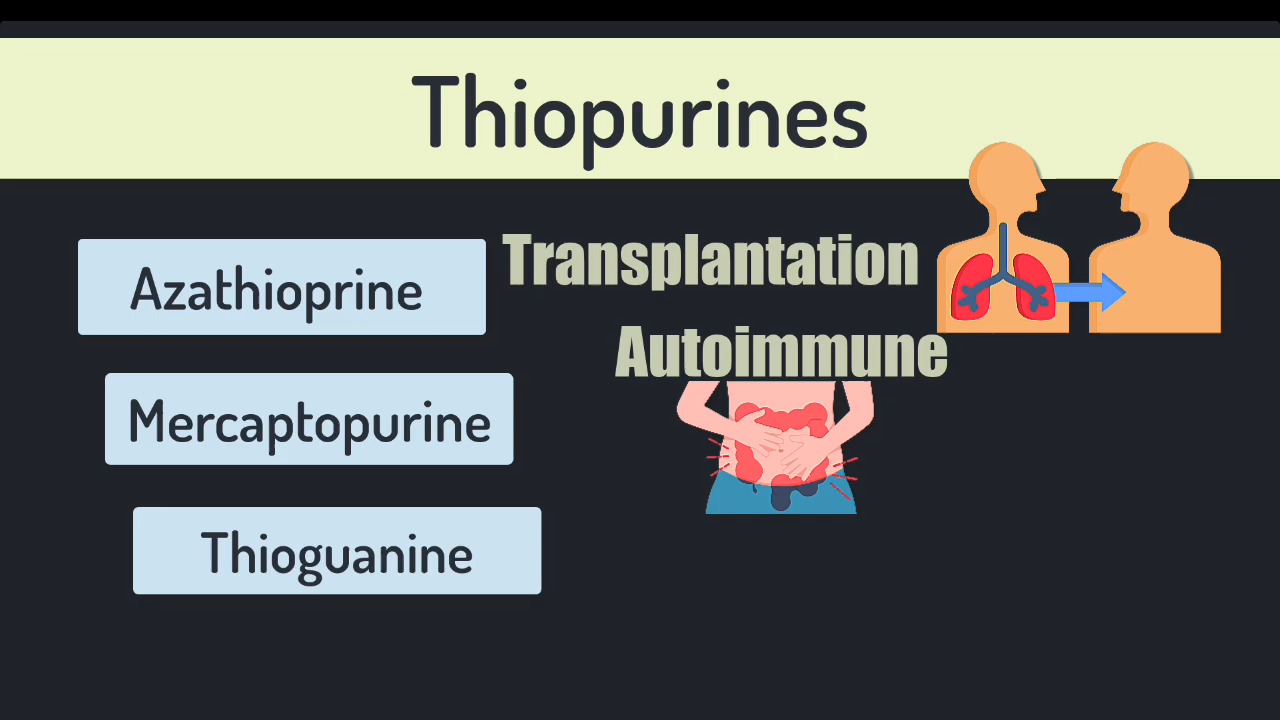 Thiopurines
Azathioprine
Transplantation
Autoimmune
Mercaptopurine
Thioguanine